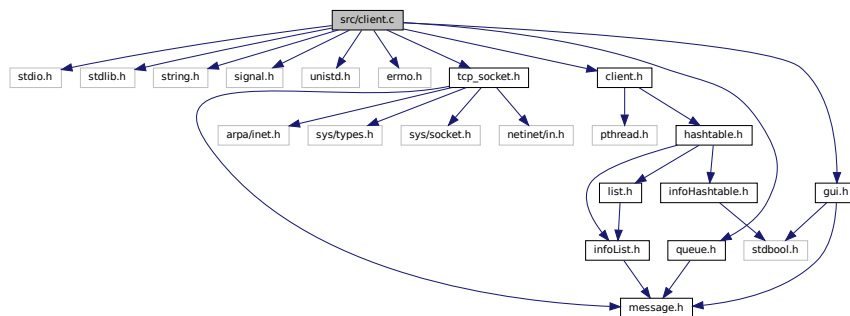 src/client.c
stdio.h
stdlib.h
string.h
signal.h
unistd.h
errno.h
tcp_socket.h
client.h
arpa/inet.h
sys/types.h
sys/socket.h
netinet/in.h
pthread.h
hashtable.h
list.h
infoHashtable.h
gui.h
infoList.h
queue.h
stdbool.h
message.h